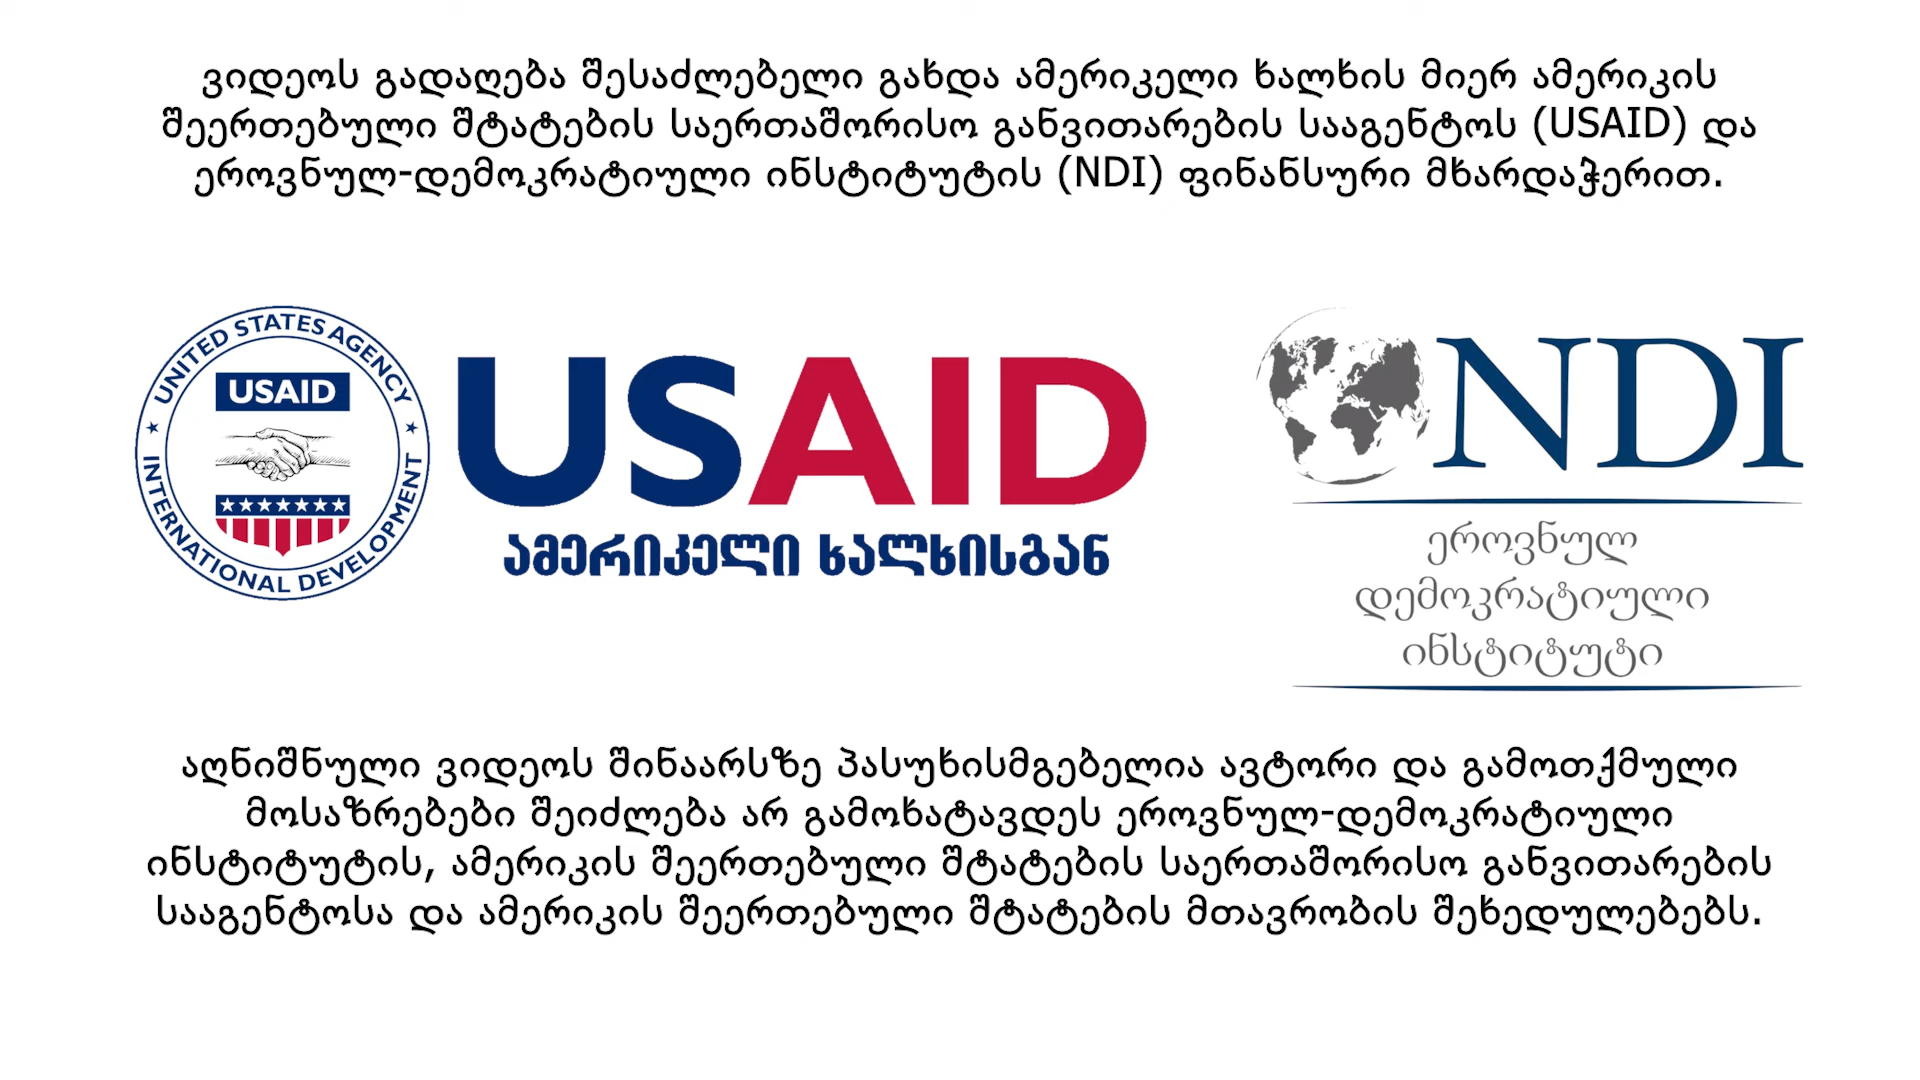 ვიდეოს გადაღება შესაძლებელი გახდა ამერიკელი ხალხის მიერ ამერიკის
შეერთებული შტატების საერთაშორისო განვითარების სააგენტოს (USAID) და
ეროვნულ-დემოკრატიული ინსტიტუტის (NDI) ფინანსური მხარდაჭერით.
UNITED STATES AGENCY
USAID
INTERNATIONAL DEVELOPMENT
USAID
ამერიკელი ხალხისგან
NDI
ეროვნულ
დემოკრატიული
ინსტიტუტი
აღნიშნული ვიდეოს შინაარსზე პასუხისმგებელია ავტორი და გამოთქმული
მოსაზრებები შეიძლება არ გამოხატავდეს ეროვნულ-დემოკრატიული
ინსტიტუტის, ამერიკის შეერთებული შტატების საერთაშორისო განვითარების
სააგენტოსა და ამერიკის შეერთებული შტატების მთავრობის შეხედულებებს.